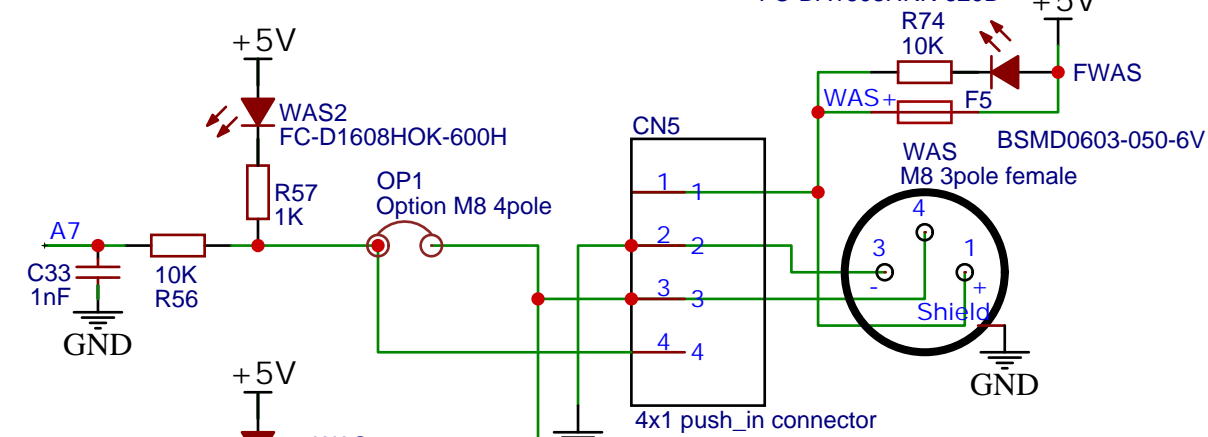 +5V
R74
10K
FWAS
WAS+
F5
BSMD0603-050-6V
+5V
WAS2
FC-D1608HOK-600H
R57
1K
OP1
Option M8 4pole
A7
C33
1nF
10K
R56
GND
CN5
1 1
2 2
3 3
4 4
4x1 push_in connector
WAS
M8 3pole female
4
3
1
-
+
Shield
GND
+5V